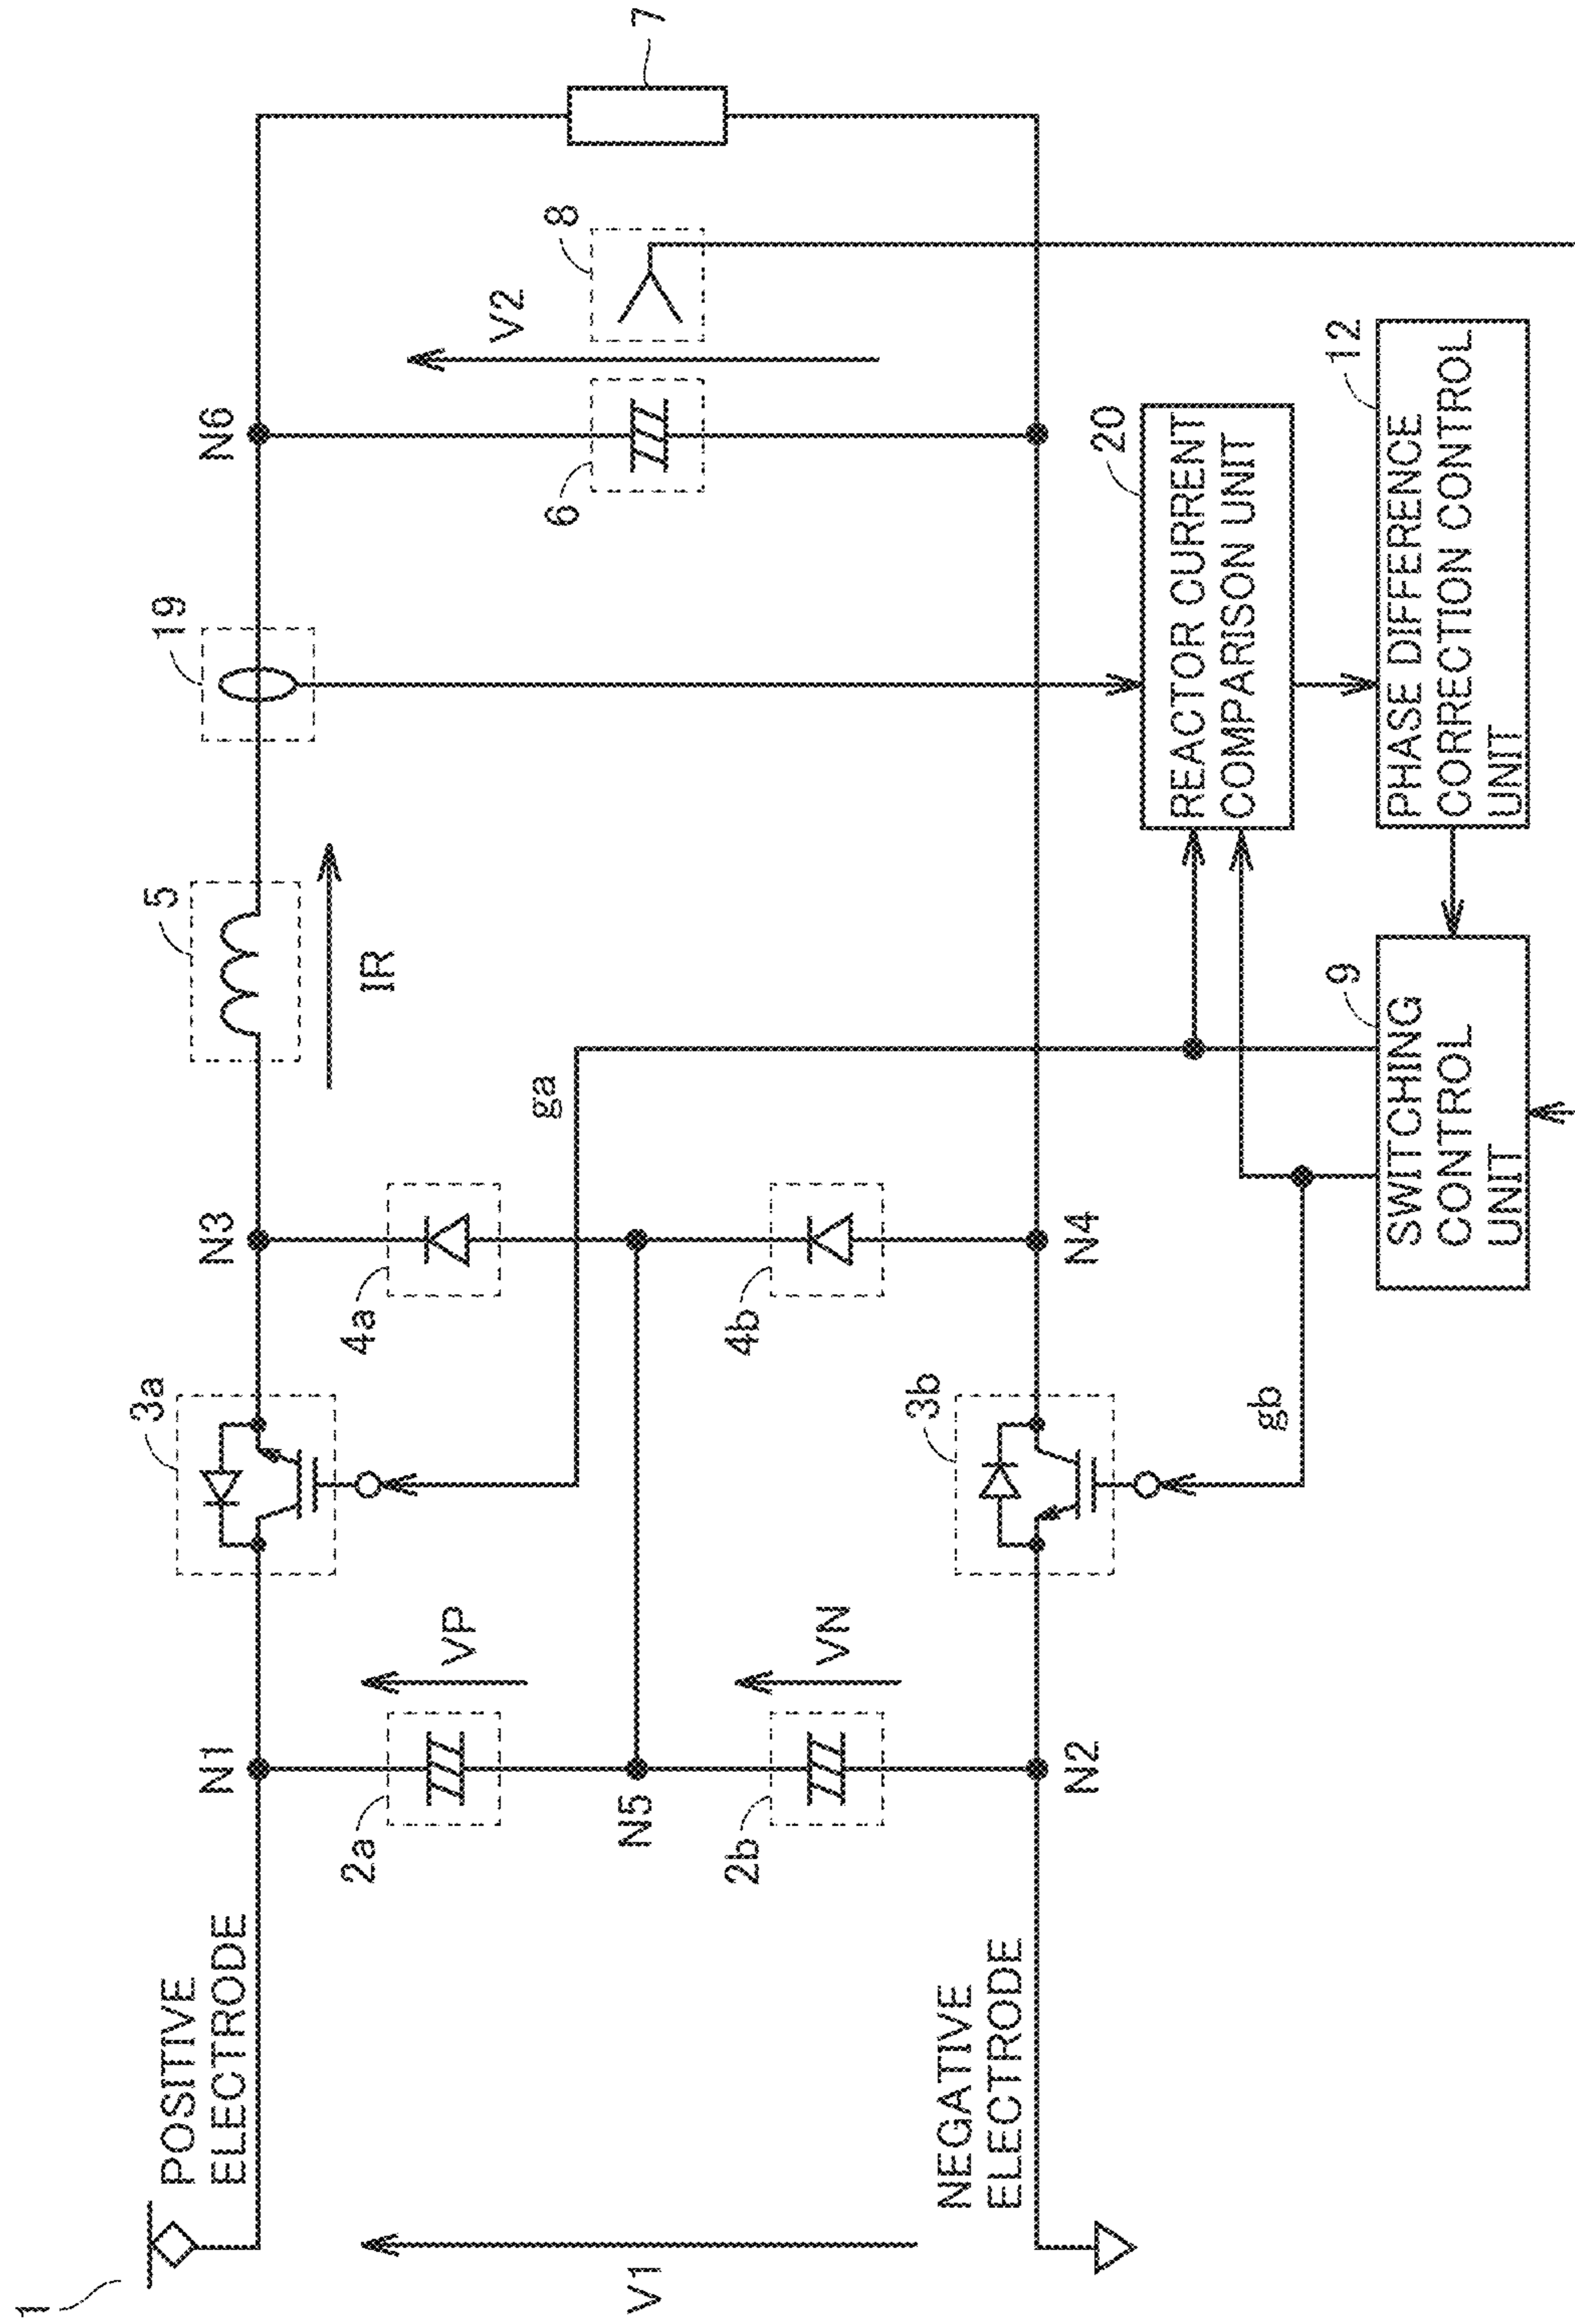 1
POSITIVE
ELECTRODE
V1
NEGATIVE
ELECTRODE
N1
2a
VP
N5
2b
VN
N2
3a
3b
gb
N3
4a
4b
N4
ga
5
IR
19
N6
6
V2
8
7
20
REACTOR CURRENT
COMPARISON UNIT
12
PHASE DIFFERENCE
CORRECTION CONTROL
UNIT
9
SWITCHING
CONTROL
UNIT